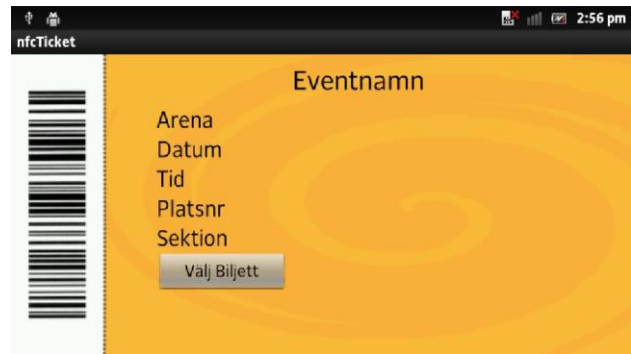 2:56 pm
nfcTicket
Eventnamn
Arena
Datum
Tid
Platsnr
Sektion
Välj Biljett